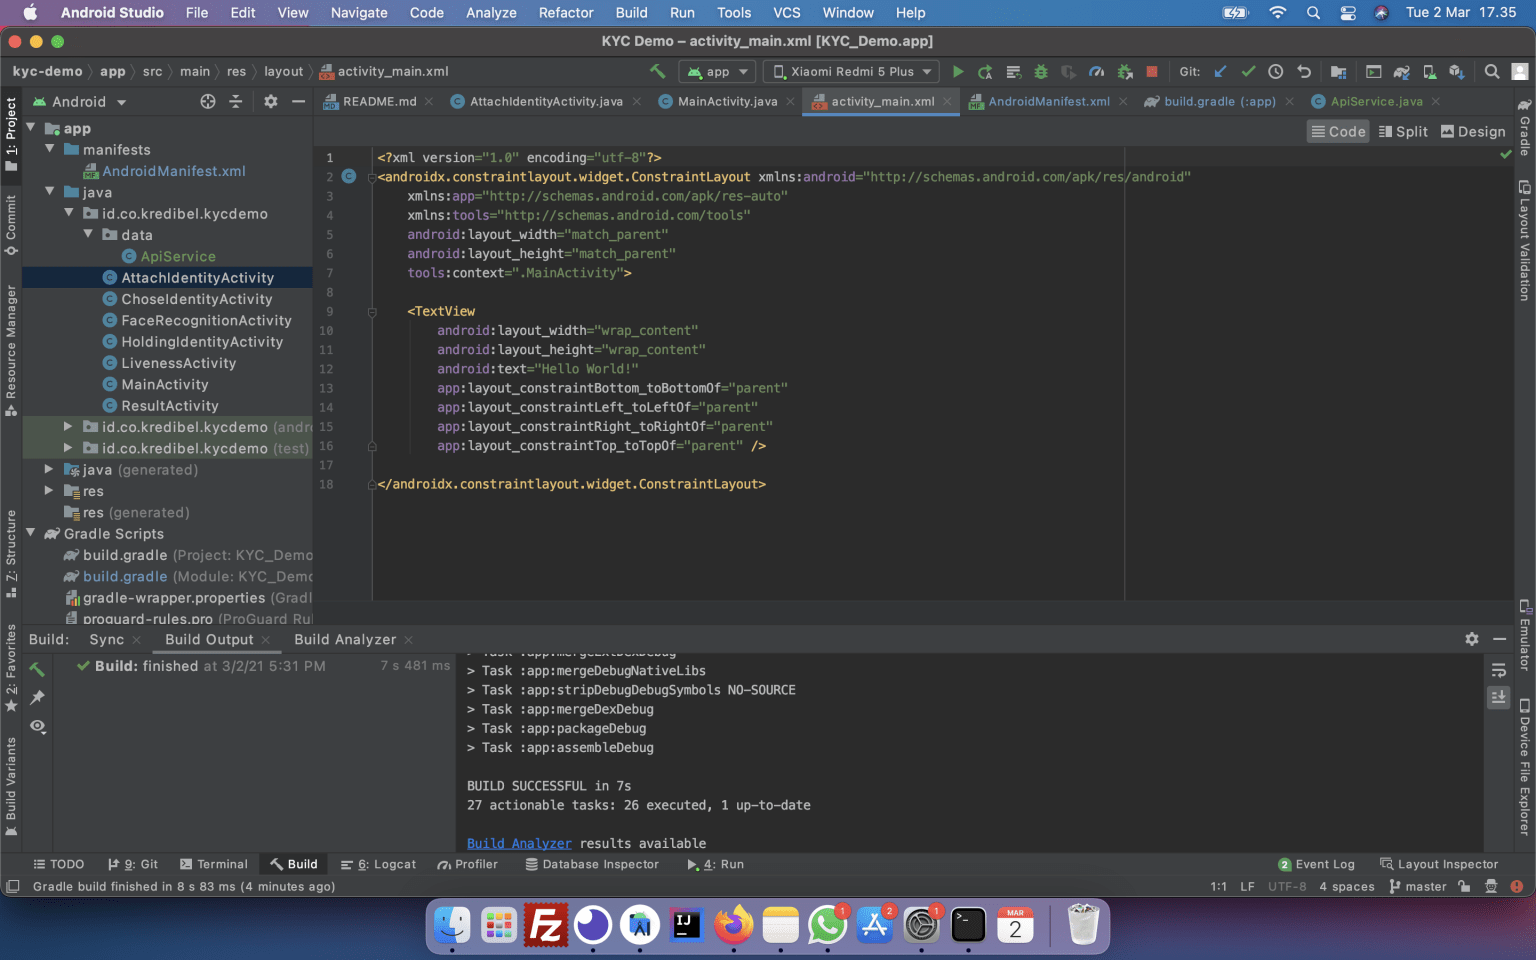 Android Studio File Edit View Navigate Code Analyze Refactor Build Run Tools VCS Window Help Tue 2 Mar 17.35
KYC Demo – activity_main.xml [KYC_Demo.app]
kyc-demo app src main res layout activity_main.xml app Xiaomi Redmi 5 Plus Git:
Android README.md AttachIdentityActivity.java MainActivity.java activity_main.xml AndroidManifest.xml build.gradle (:app) ApiService.java
Code Split Design
1: Project
Commit
Resource Manager
Z: Structure
2: Favorites
Build Variants
app
manifests
AndroidManifest.xml
java
id.co.kredibel.kycdemo
data
ApiService
AttachIdentityActivity
ChoseIdentityActivity
FaceRecognitionActivity
HoldingIdentityActivity
LivenessActivity
MainActivity
ResultActivity
id.co.kredibel.kycdemo (andr
id.co.kredibel.kycdemo (test)
java (generated)
res
res (generated)
Gradle Scripts
build.gradle (Project: KYC_Demo
build.gradle (Module: KYC_Demo
gradle-wrapper.properties (Gradl
proguard-rules.pro (ProGuard Rul
1 <?xml version="1.0" encoding="utf-8"?>
2 <androidx.constraintlayout.widget.ConstraintLayout xmlns:android="http://schemas.android.com/apk/res/android"
3 xmlns:app="http://schemas.android.com/apk/res-auto"
4 xmlns:tools="http://schemas.android.com/tools"
5 android:layout_width="match_parent"
6 android:layout_height="match_parent"
7 tools:context=".MainActivity">
8
9 <TextView
10 android:layout_width="wrap_content"
11 android:layout_height="wrap_content"
12 android:text="Hello World!"
13 app:layout_constraintBottom_toBottomOf="parent"
14 app:layout_constraintLeft_toLeftOf="parent"
15 app:layout_constraintRight_toRightOf="parent"
16 app:layout_constraintTop_toTopOf="parent" />
17
18 </androidx.constraintlayout.widget.ConstraintLayout>
Gradle
Layout Validation
Emulator
Device File Explorer
Build: Sync Build Output Build Analyzer
Build: finished at 3/2/21 5:31 PM 7 s 481 ms
> Task :app:mergeExtDexDebug
> Task :app:mergeDebugNativeLibs
> Task :app:stripDebugDebugSymbols NO-SOURCE
> Task :app:mergeDexDebug
> Task :app:packageDebug
> Task :app:assembleDebug
BUILD SUCCESSFUL in 7s
27 actionable tasks: 26 executed, 1 up-to-date
Build Analyzer results available
TODO 9: Git Terminal Build 6: Logcat Profiler Database Inspector 4: Run 2 Event Log Layout Inspector
Gradle build finished in 8 s 83 ms (4 minutes ago) 1:1 LF UTF-8 4 spaces master
Fz IJ 1 2 1 >_ MAR 2